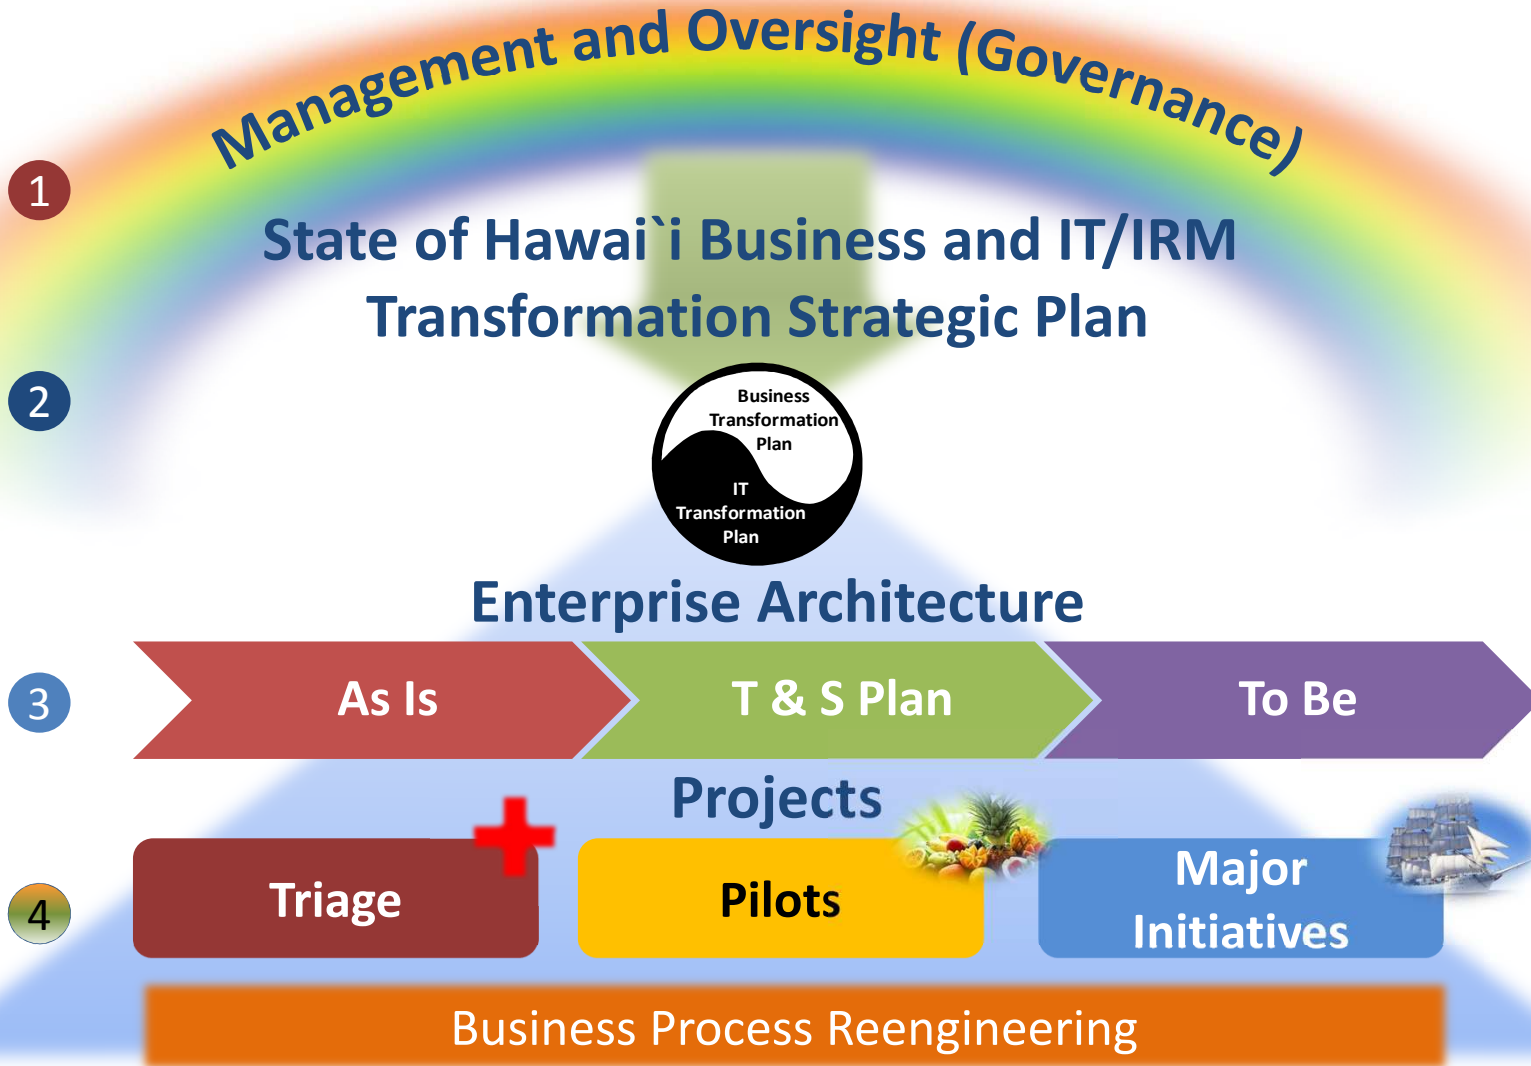 Management and Oversight (Governance)
1
State of Hawai`i Business and IT/IRM
Transformation Strategic Plan
2
Business
Transformation
Plan
IT
Transformation
Plan
Enterprise Architecture
3
As Is
T & S Plan
To Be
Projects
4
Triage
Pilots
Major
Initiatives
Business Process Reengineering